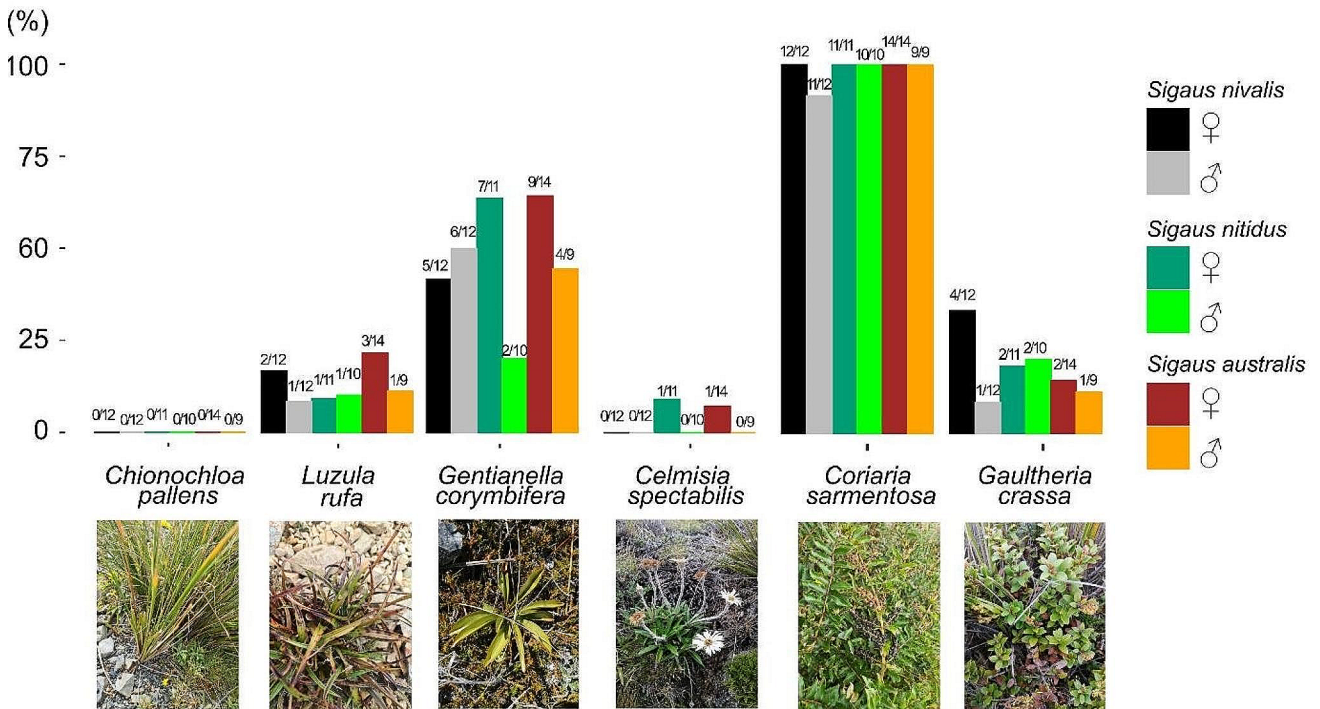 (%)
100 -
75 -
60 -
25 -
0 -
0/12 0/12 0/11 0/10 0/14 0/9
2/12 1/12 1/11 1/10 3/14 1/9
5/12 6/12 7/11 2/10 9/14 4/9
0/12 0/12 1/11 0/10 1/14 0/9
12/12 11/12 11/11 10/10 14/14 9/9
4/12 1/12 2/11 2/10 2/14 1/9
Chionochloa
pallens
Luzula
rufa
Gentianella
corymbifera
Celmisia
spectabilis
Coriaria
sarmentosa
Gaultheria
crassa
Sigaus nivalis
♀
♂
Sigaus nitidus
♀
♂
Sigaus australis
♀
♂